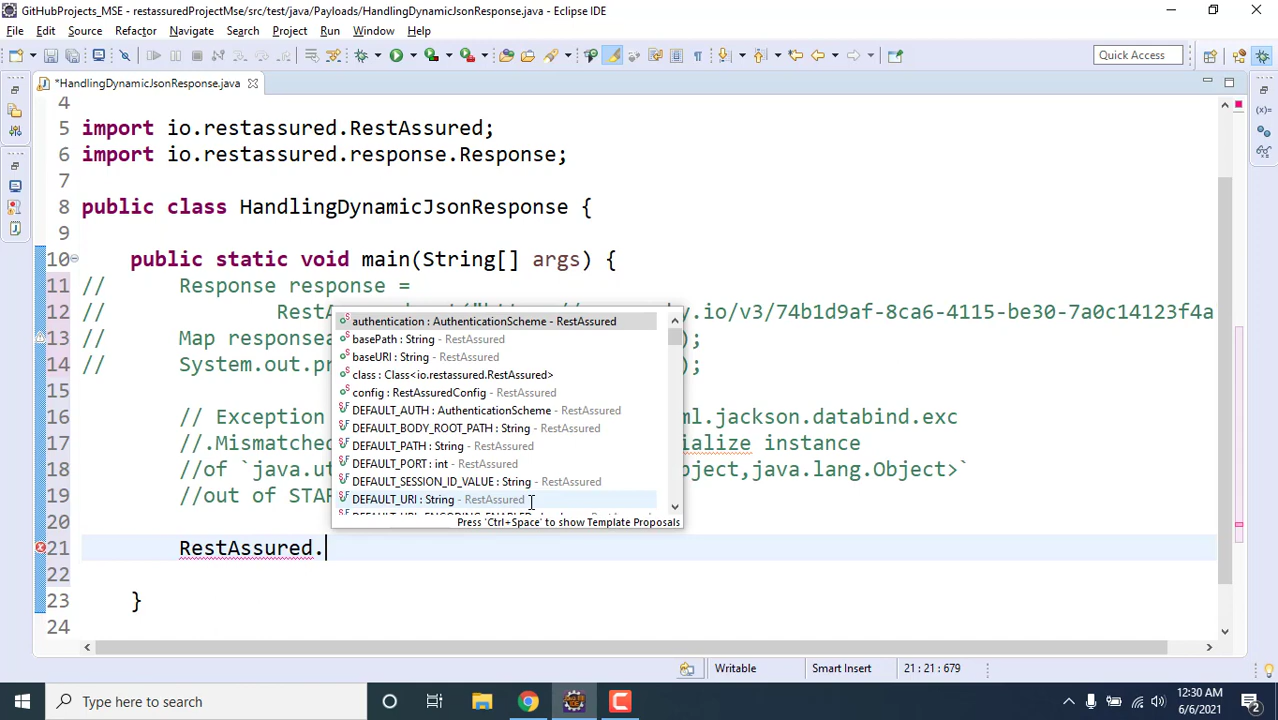 GitHubProjects_MSE - restassuredProjectMse/src/test/java/Payloads/HandlingDynamicJsonResponse.java - Eclipse IDE
File Edit Source Refactor Navigate Search Project Run Window Help
Quick Access
*HandlingDynamicJsonResponse.java
4
5 import io.restassured.RestAssured;
6 import io.restassured.response.Response;
7
8 public class HandlingDynamicJsonResponse {
9
10 public static void main(String[] args) {
11 // Response response =
12 // RestA y.io/v3/74b1d9af-8ca6-4115-be30-7a0c14123f4a
13 // Map responsea );
14 // System.out.pr );
15
16 // Exception ml.jackson.databind.exc
17 //.Mismatched ialize instance
18 //of `java.ut bject,java.lang.Object>`
19 //out of STAR
20
21 RestAssured.
22
23 }
24
authentication : AuthenticationScheme - RestAssured
basePath : String - RestAssured
baseURI : String - RestAssured
class : Class<io.restassured.RestAssured>
config : RestAssuredConfig - RestAssured
DEFAULT_AUTH : AuthenticationScheme - RestAssured
DEFAULT_BODY_ROOT_PATH : String - RestAssured
DEFAULT_PATH : String - RestAssured
DEFAULT_PORT : int - RestAssured
DEFAULT_SESSION_ID_VALUE : String - RestAssured
DEFAULT_URI : String - RestAssured
Press 'Ctrl+Space' to show Template Proposals
Writable Smart Insert 21 : 21 : 679
Type here to search
12:30 AM
6/6/2021
2